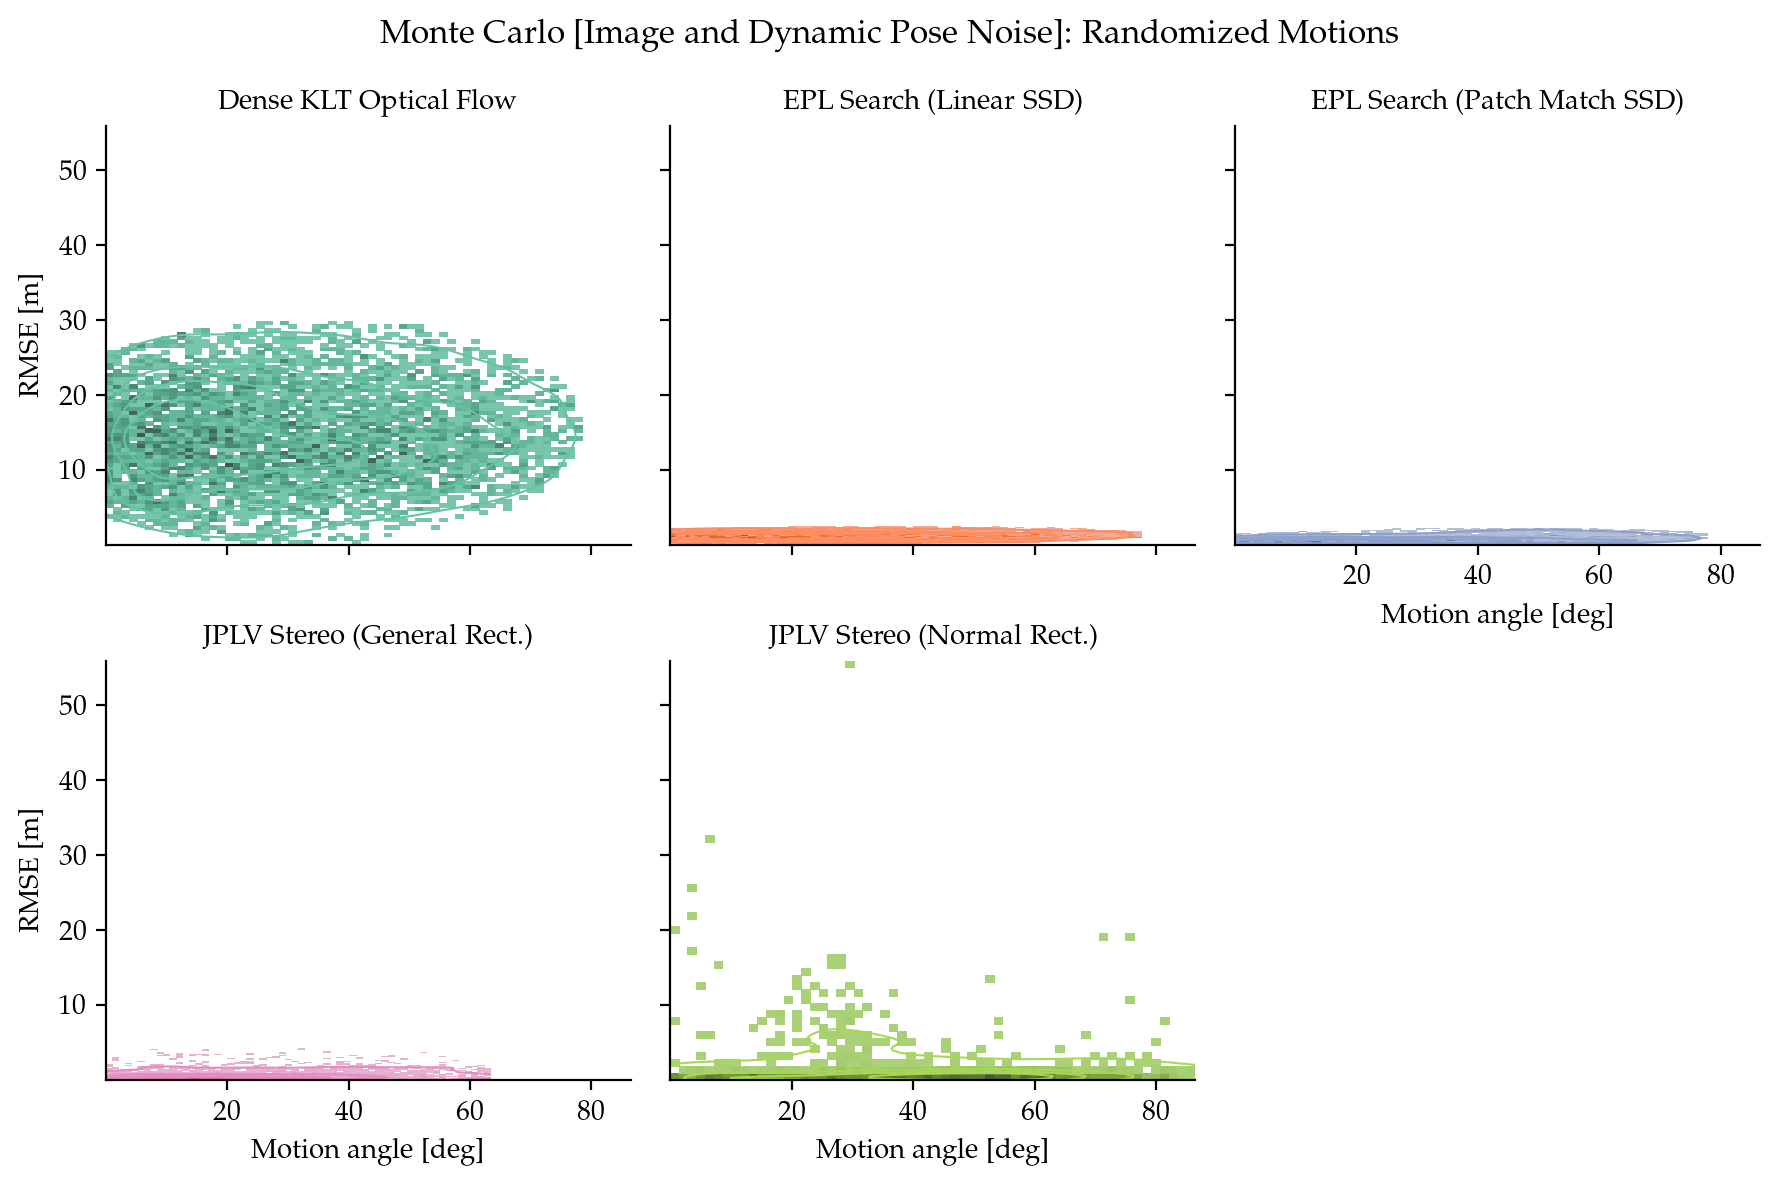 Monte Carlo [Image and Dynamic Pose Noise]: Randomized Motions
Dense KLT Optical Flow
EPL Search (Linear SSD)
EPL Search (Patch Match SSD)
50
40
30
20
10
RMSE [m]
20 40 60 80
Motion angle [deg]
JPLV Stereo (General Rect.)
JPLV Stereo (Normal Rect.)
50
40
30
20
10
RMSE [m]
20 40 60 80
20 40 60 80
Motion angle [deg]
Motion angle [deg]